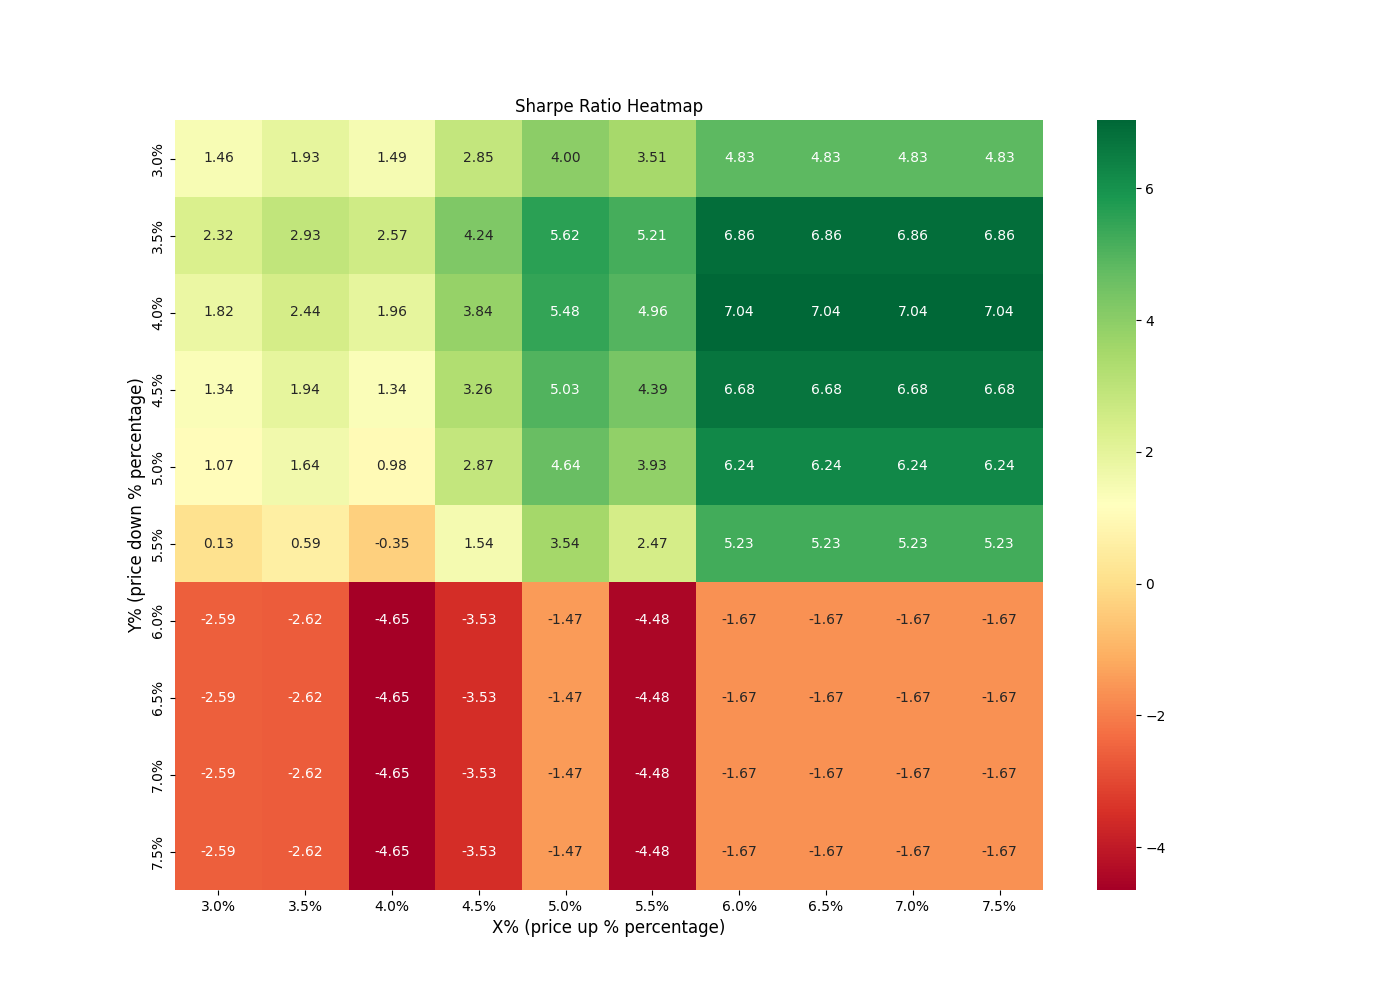 Sharpe Ratio Heatmap
3.0% 1.46 1.93 1.49 2.85 4.00 3.51 4.83 4.83 4.83 4.83
3.5% 2.32 2.93 2.57 4.24 5.62 5.21 6.86 6.86 6.86 6.86
4.0% 1.82 2.44 1.96 3.84 5.48 4.96 7.04 7.04 7.04 7.04
4.5% 1.34 1.94 1.34 3.26 5.03 4.39 6.68 6.68 6.68 6.68
5.0% 1.07 1.64 0.98 2.87 4.64 3.93 6.24 6.24 6.24 6.24
5.5% 0.13 0.59 -0.35 1.54 3.54 2.47 5.23 5.23 5.23 5.23
6.0% -2.59 -2.62 -4.65 -3.53 -1.47 -4.48 -1.67 -1.67 -1.67 -1.67
6.5% -2.59 -2.62 -4.65 -3.53 -1.47 -4.48 -1.67 -1.67 -1.67 -1.67
7.0% -2.59 -2.62 -4.65 -3.53 -1.47 -4.48 -1.67 -1.67 -1.67 -1.67
7.5% -2.59 -2.62 -4.65 -3.53 -1.47 -4.48 -1.67 -1.67 -1.67 -1.67
3.0% 3.5% 4.0% 4.5% 5.0% 5.5% 6.0% 6.5% 7.0% 7.5%
X% (price up % percentage)
Y% (price down % percentage)
6
4
2
0
−2
−4